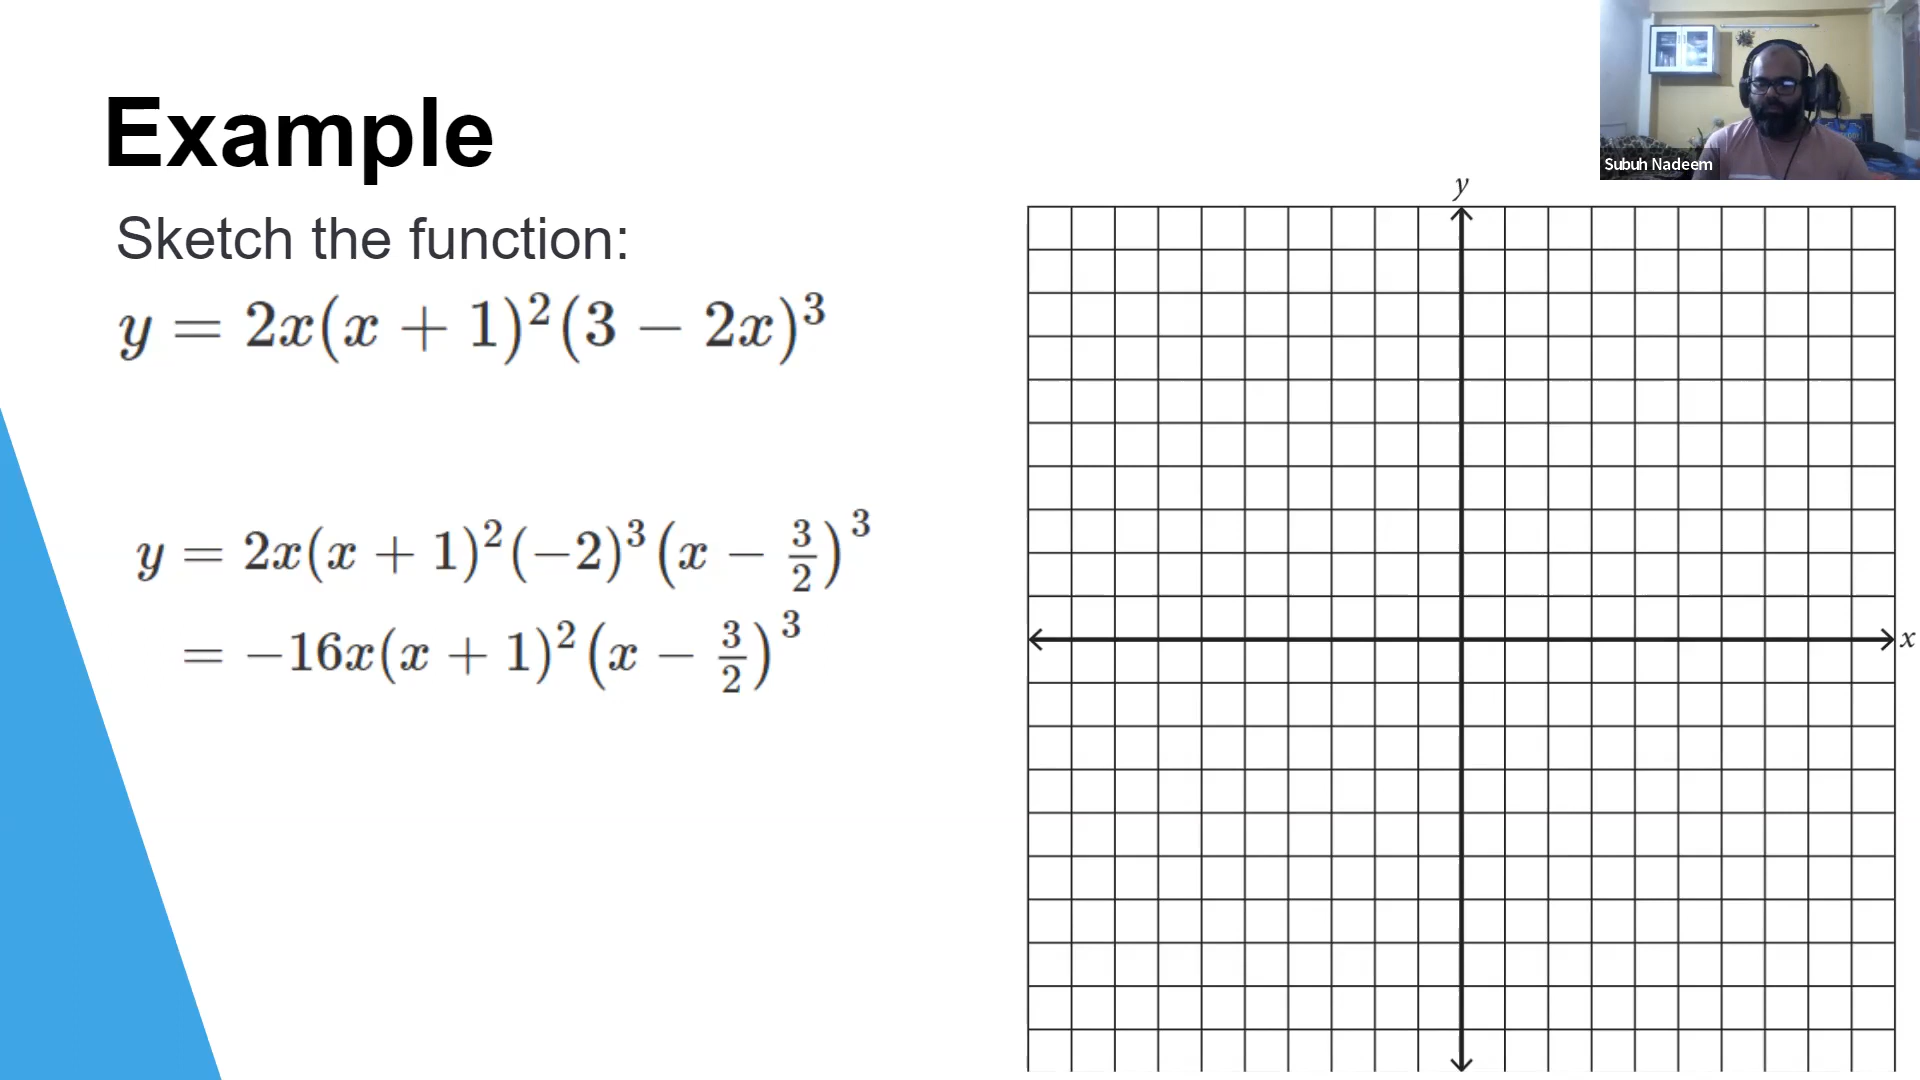 Example
Sketch the function:
y = 2x(x + 1)²(3 − 2x)³
y = 2x(x + 1)²(−2)³(x − 3/2)³
= −16x(x + 1)²(x − 3/2)³
Subuh Nadeem
y
x